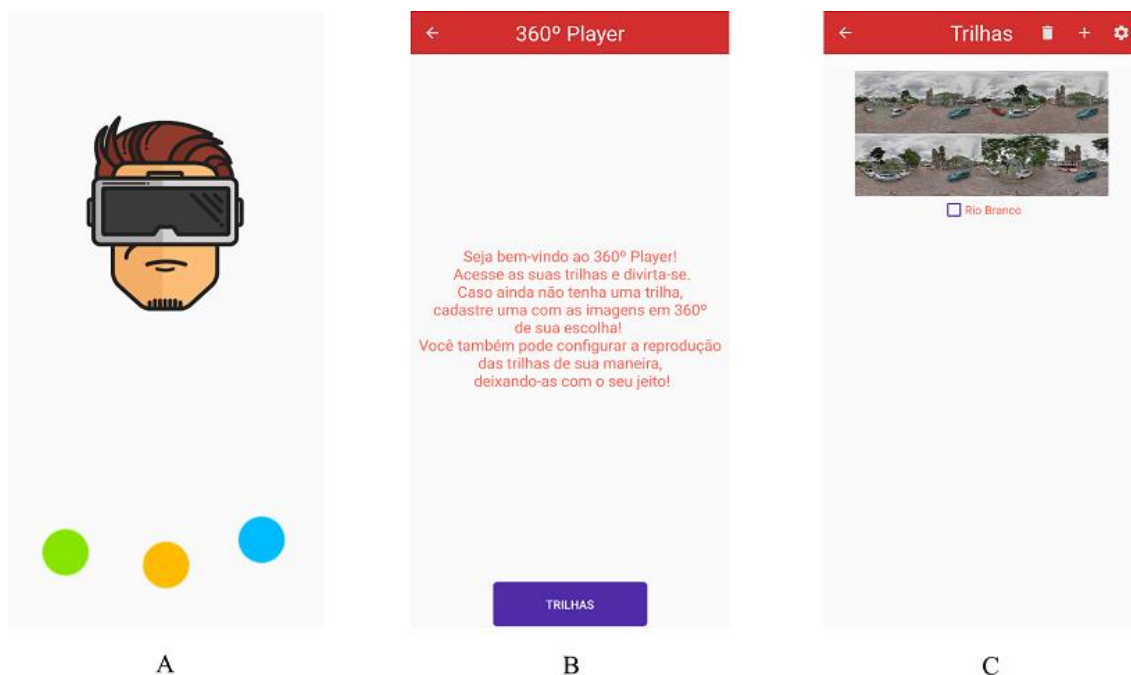 360º Player
Seja bem-vindo ao 360º Player!
Acesse as suas trilhas e divirta-se.
Caso ainda não tenha uma trilha,
cadastre uma com as imagens em 360º
de sua escolha!
Você também pode configurar a reprodução
das trilhas de sua maneira,
deixando-as com o seu jeito!
TRILHAS
Trilhas
Rio Branco
A
B
C